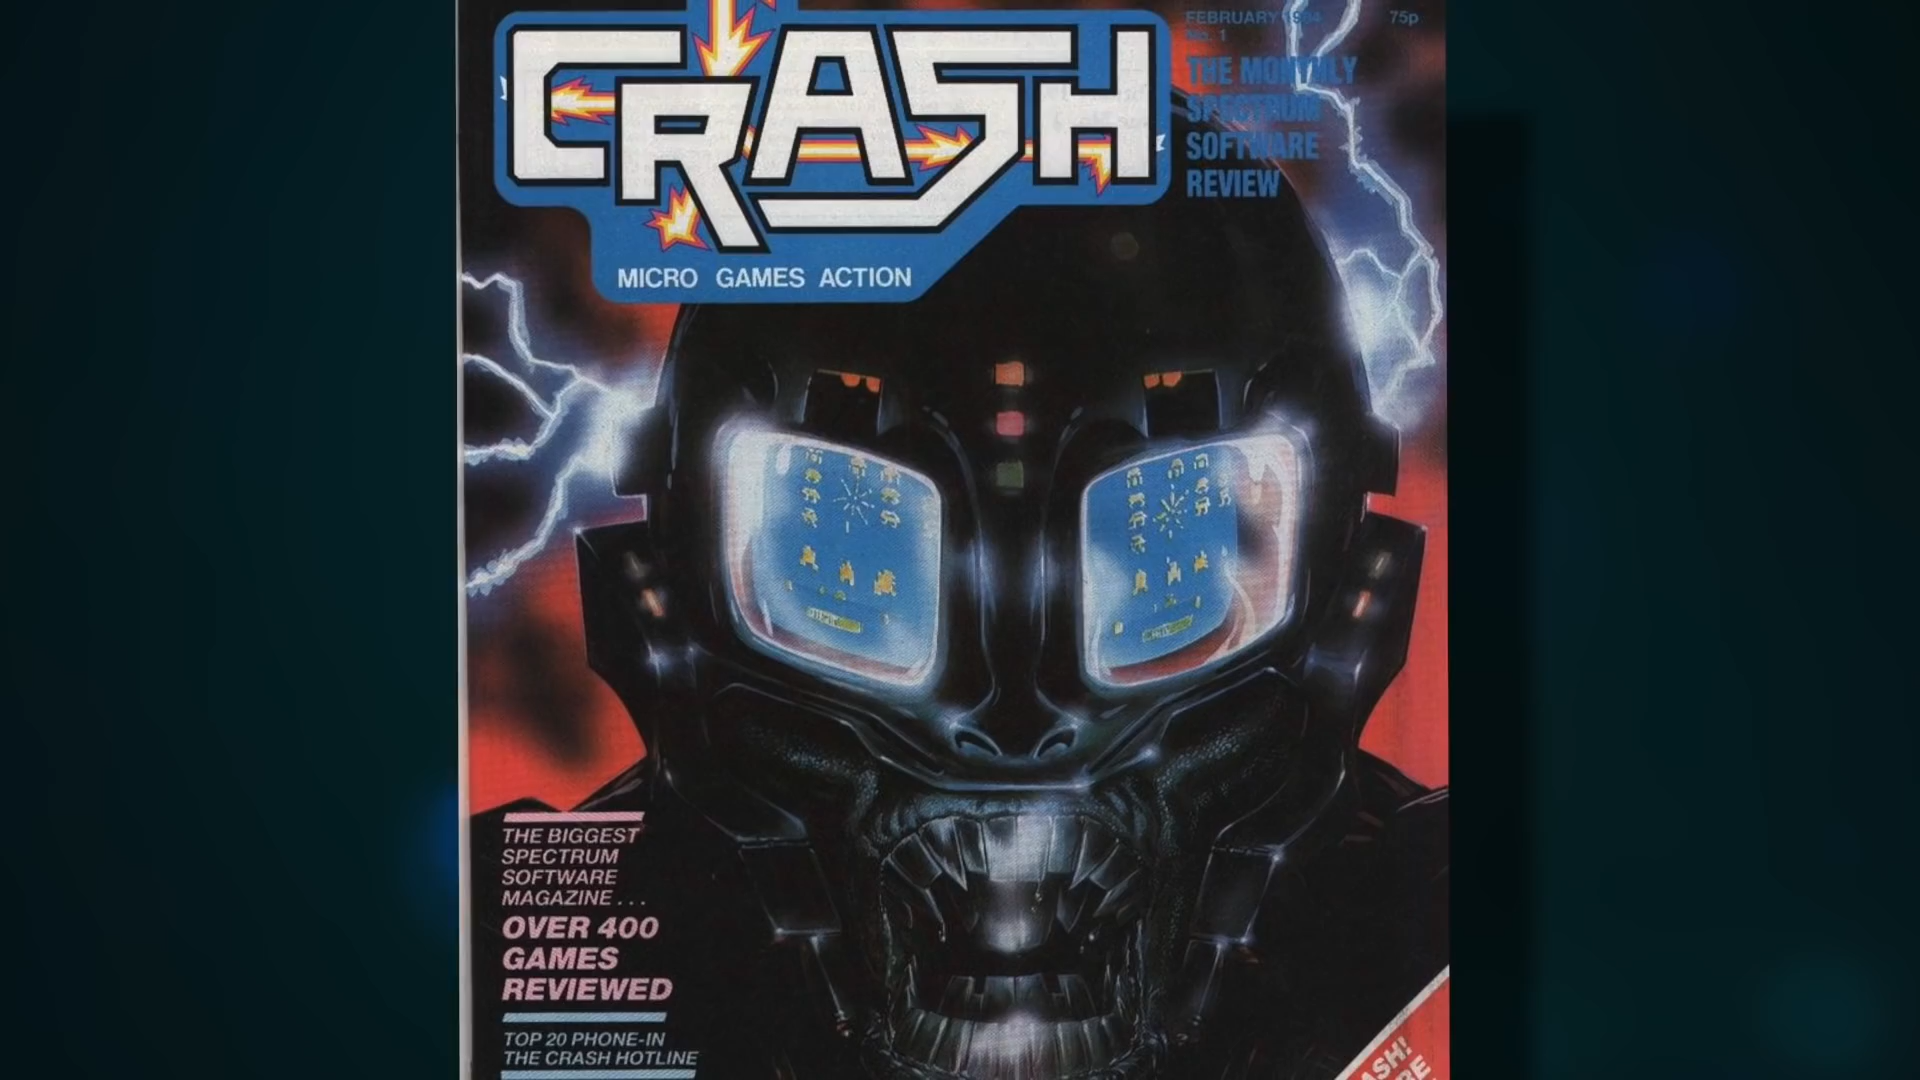 FEBRUARY 1984
75p
No. 1
CRASH
THE MONTHLY
SPECTRUM
SOFTWARE
REVIEW
MICRO GAMES ACTION
THE BIGGEST
SPECTRUM
SOFTWARE
MAGAZINE . . .
OVER 400
GAMES
REVIEWED
TOP 20 PHONE-IN
THE CRASH HOTLINE